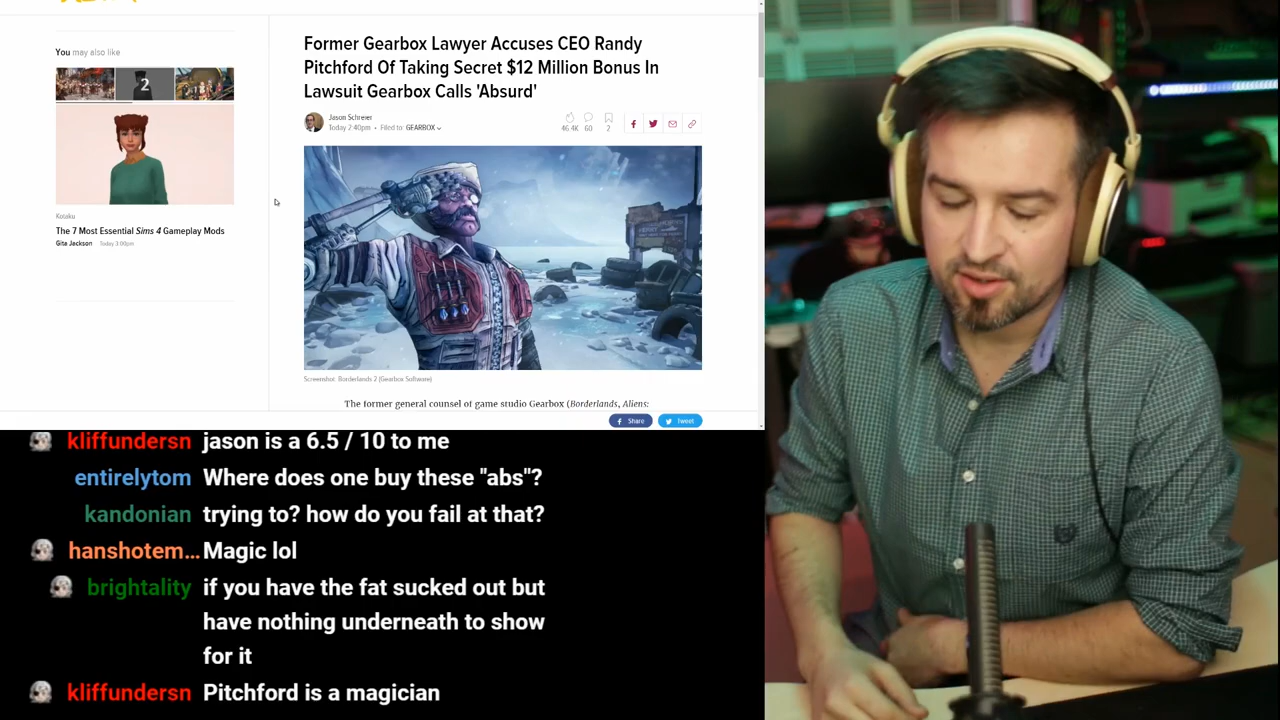 You may also like
2
Kotaku
The 7 Most Essential Sims 4 Gameplay Mods
Gita Jackson Today 3:00pm
Former Gearbox Lawyer Accuses CEO Randy
Pitchford Of Taking Secret $12 Million Bonus In
Lawsuit Gearbox Calls 'Absurd'
Jason Schreier
Today 2:40pm • Filed to: GEARBOX
46.4K 60 2
Screenshot: Borderlands 2 (Gearbox Software)
The former general counsel of game studio Gearbox (Borderlands, Aliens:
Share Tweet
kliffundersn jason is a 6.5 / 10 to me
entirelytom Where does one buy these "abs"?
kandonian trying to? how do you fail at that?
hanshotem... Magic lol
brightality if you have the fat sucked out but
have nothing underneath to show
for it
kliffundersn Pitchford is a magician